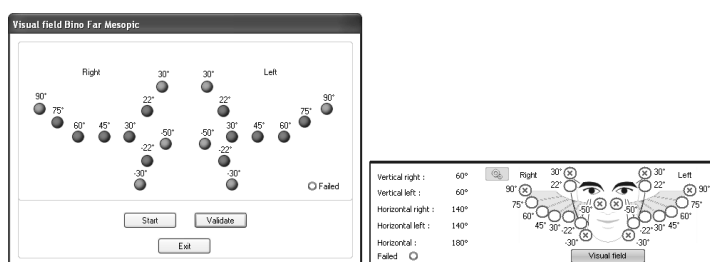 Visual field Bino Far Mesopic
Right Left
30° 30°
90° 22° 22° 90°
75° 75°
60° 45° 30° -50° -50° 30° 45° 60°
-22° -22°
-30° -30°
Failed
Start Validate
Exit
Vertical right : 60°
Vertical left : 60°
Horizontal right : 140°
Horizontal left : 140°
Horizontal : 180°
Failed
Right 30° 30° Left
90° 22° 22° 90°
75° -50° -50° 75°
60° 60°
45° 30° -22° -22° 30° 45°
-30° -30°
Visual field